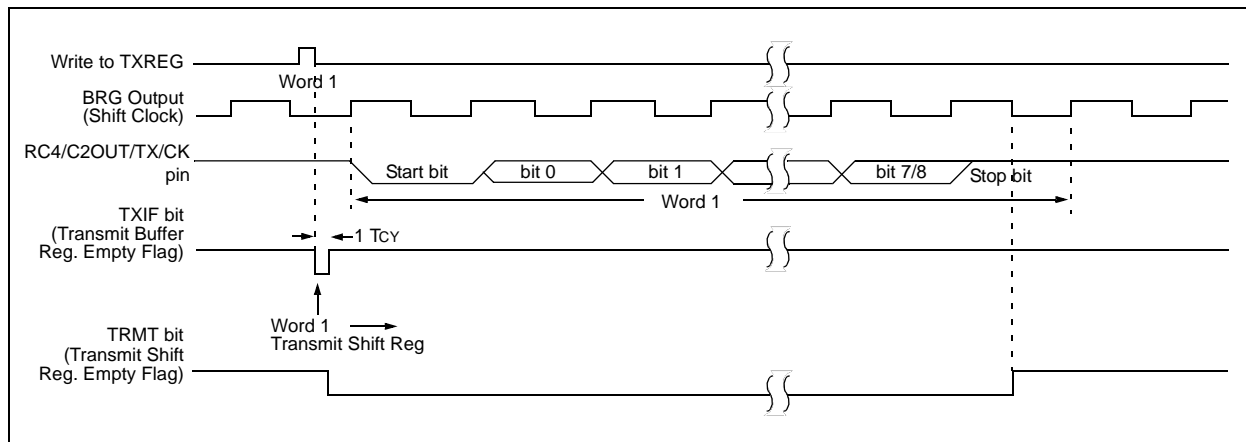 Write to TXREG
Word 1
BRG Output
(Shift Clock)
RC4/C2OUT/TX/CK
pin
Start bit
bit 0
bit 1
bit 7/8
Stop bit
Word 1
TXIF bit
(Transmit Buffer
Reg. Empty Flag)
1 TCY
Word 1
Transmit Shift Reg
TRMT bit
(Transmit Shift
Reg. Empty Flag)